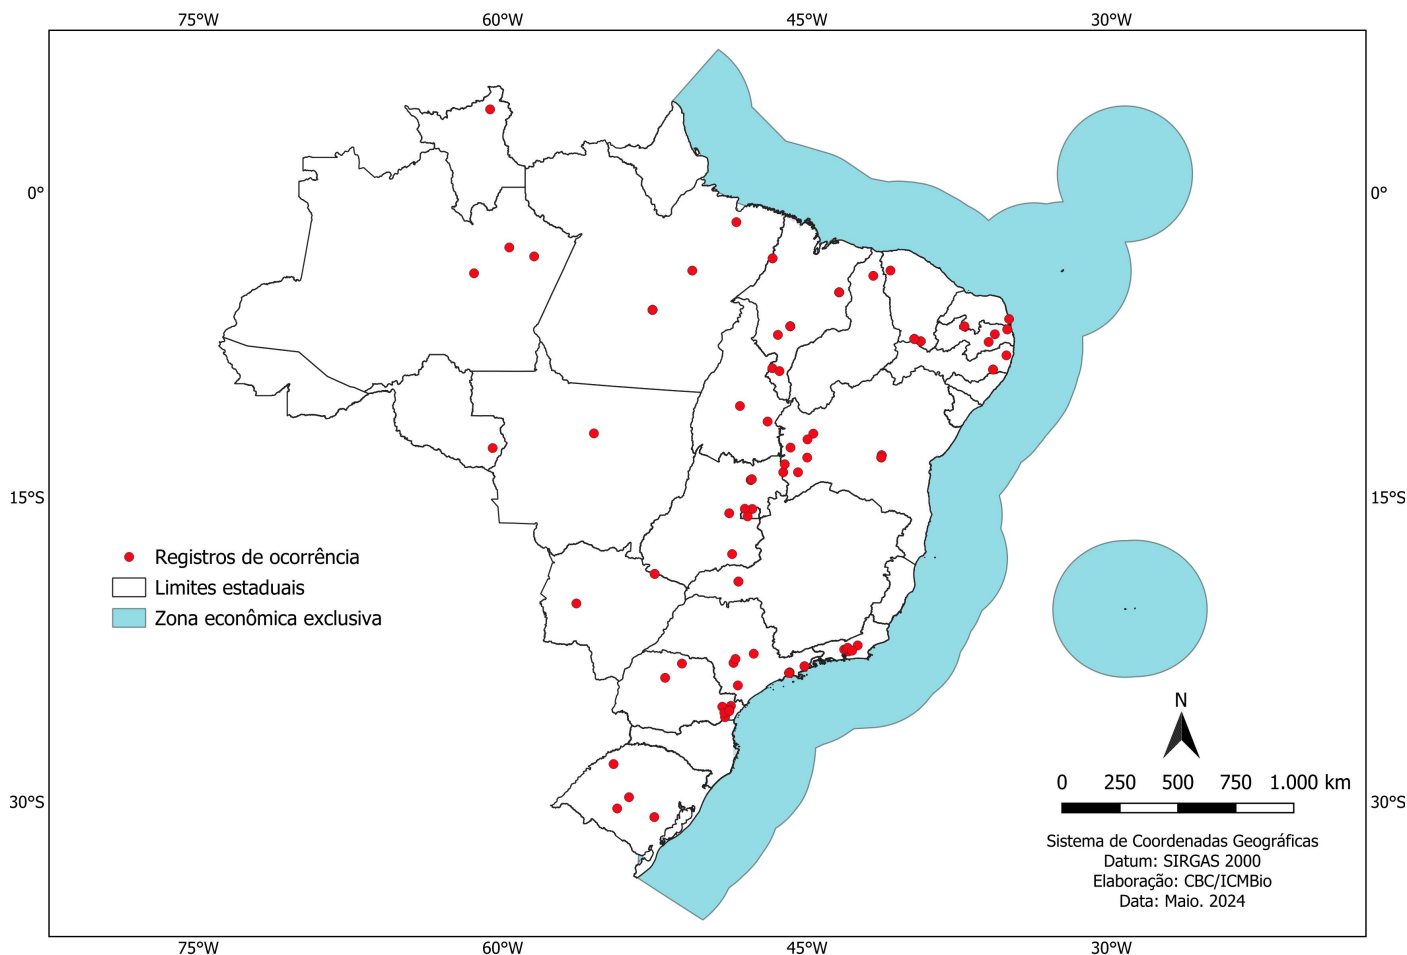 75°W 60°W 45°W 30°W
0° 0°
15°S 15°S
Registros de ocorrência
Limites estaduais
Zona econômica exclusiva
N
0 250 500 750 1.000 km
30°S 30°S
Sistema de Coordenadas Geográficas
Datum: SIRGAS 2000
Elaboração: CBC/ICMBio
Data: Maio. 2024
75°W 60°W 45°W 30°W